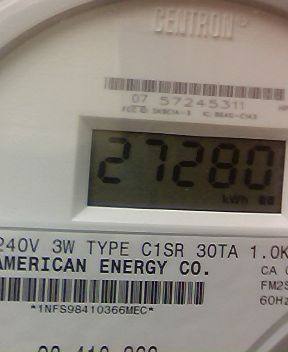 CENTRON
07 57245311
27280
kWh
240V 3W TYPE C1SR 30TA 1.0K
AMERICAN ENERGY CO.
CA
FM2S
60Hz
*1NFS98410366MEC*